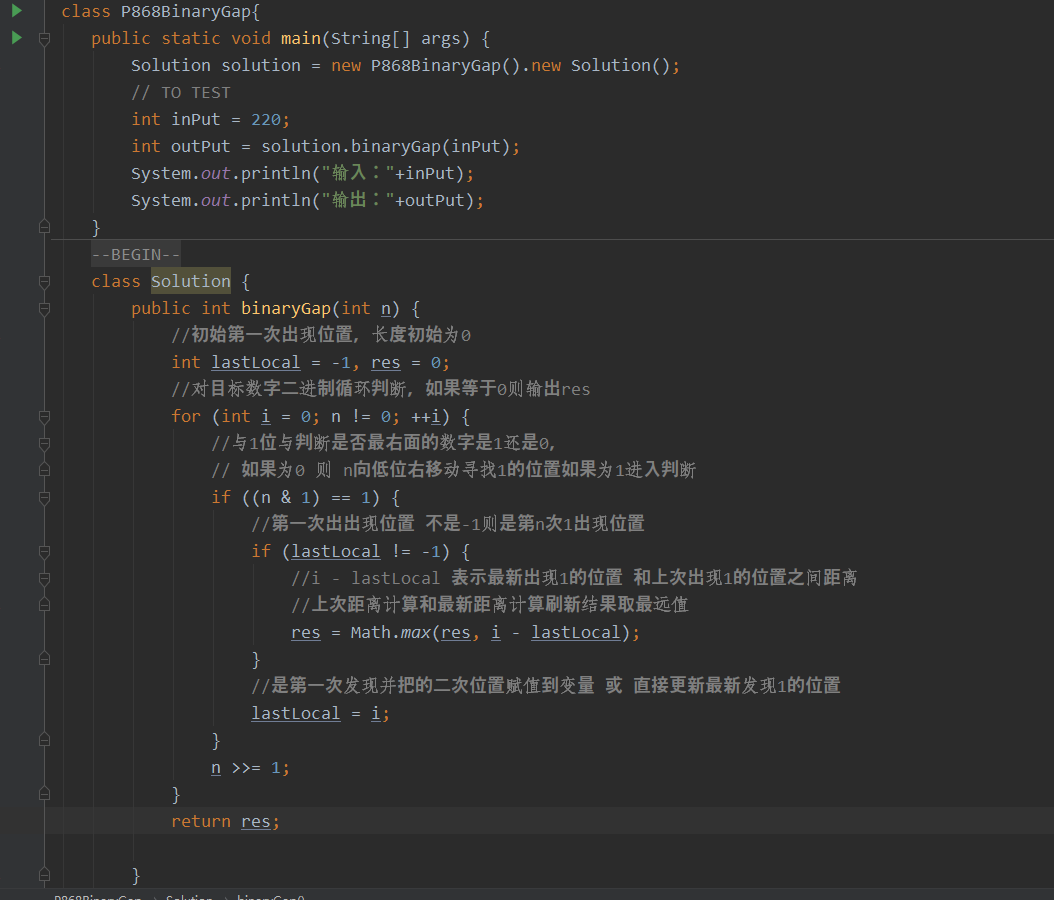 class P868BinaryGap{
public static void main(String[] args) {
Solution solution = new P868BinaryGap().new Solution();
// TO TEST
int inPut = 220;
int outPut = solution.binaryGap(inPut);
System.out.println("输入："+inPut);
System.out.println("输出："+outPut);
}
--BEGIN--
class Solution {
public int binaryGap(int n) {
//初始第一次出现位置，长度初始为0
int lastLocal = -1, res = 0;
//对目标数字二进制循环判断，如果等于0则输出res
for (int i = 0; n != 0; ++i) {
//与1位与判断是否最右面的数字是1还是0，
// 如果为0 则 n向低位右移动寻找1的位置如果为1进入判断
if ((n & 1) == 1) {
//第一次出出现位置 不是-1则是第n次1出现位置
if (lastLocal != -1) {
//i - lastLocal 表示最新出现1的位置 和上次出现1的位置之间距离
//上次距离计算和最新距离计算刷新结果取最远值
res = Math.max(res, i - lastLocal);
}
//是第一次发现并把的二次位置赋值到变量 或 直接更新最新发现1的位置
lastLocal = i;
}
n >>= 1;
}
return res;
}
P868BinaryGap > Solution > binaryGap()